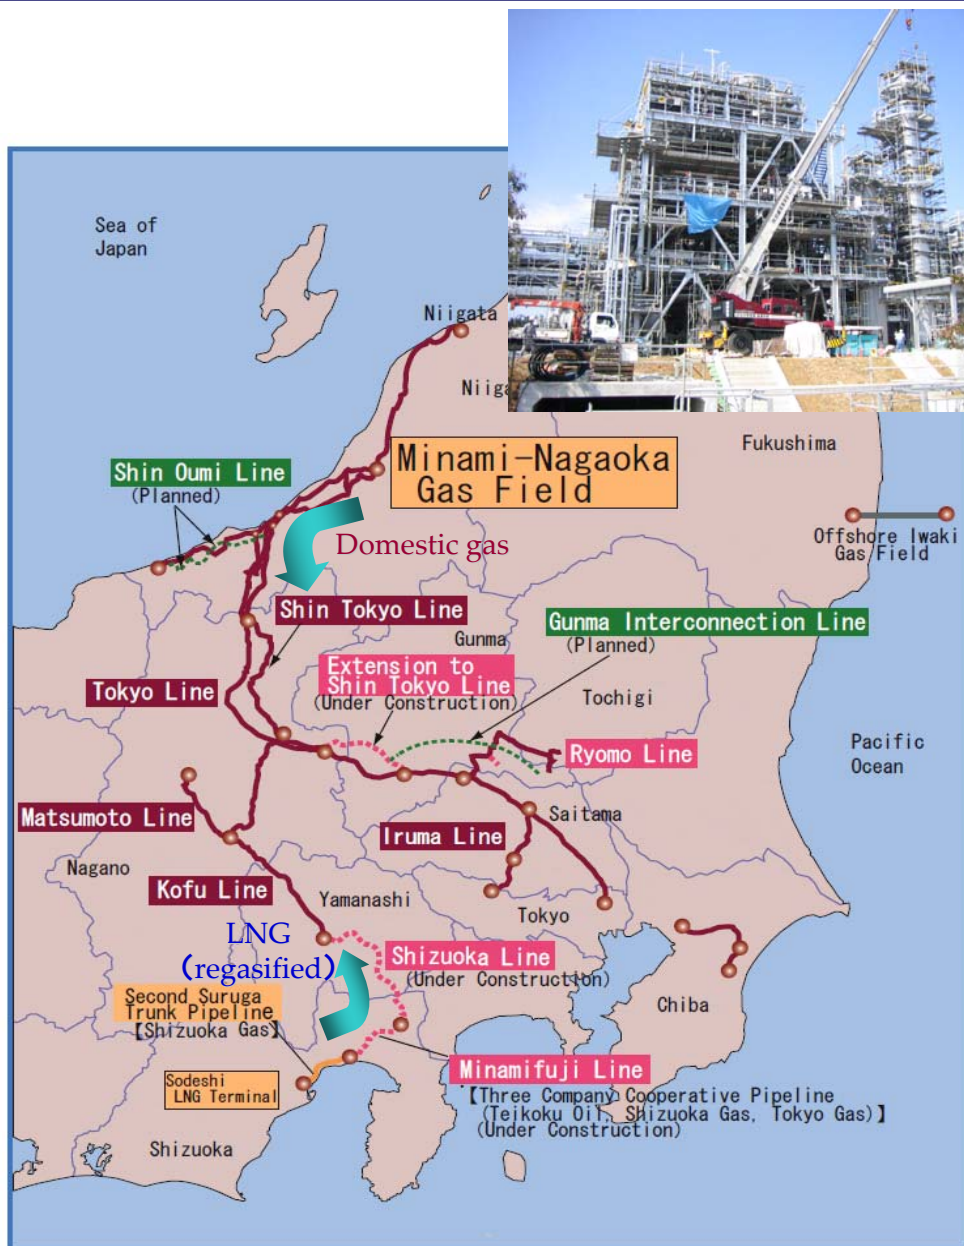 Sea of
Japan
Niigata
Niiga
Fukushima
Minami-Nagaoka
Gas Field
Shin Oumi Line
(Planned)
Offshore Iwaki
Gas Field
Domestic gas
Shin Tokyo Line
Gunma Interconnection Line
(Planned)
Gunma
Extension to
Shin Tokyo Line
(Under Construction)
Tochigi
Tokyo Line
Ryomo Line
Pacific
Ocean
Matsumoto Line
Saitama
Iruma Line
Nagano
Kofu Line
Yamanashi
Tokyo
LNG
(regasified)
Shizuoka Line
(Under Construction)
Chiba
Second Suruga
Trunk Pipeline
【Shizuoka Gas】
Minamifuji Line
Sodeshi
LNG Terminal
【Three Company Cooperative Pipeline
(Teikoku Oil, Shizuoka Gas, Tokyo Gas)】
(Under Construction)
Shizuoka